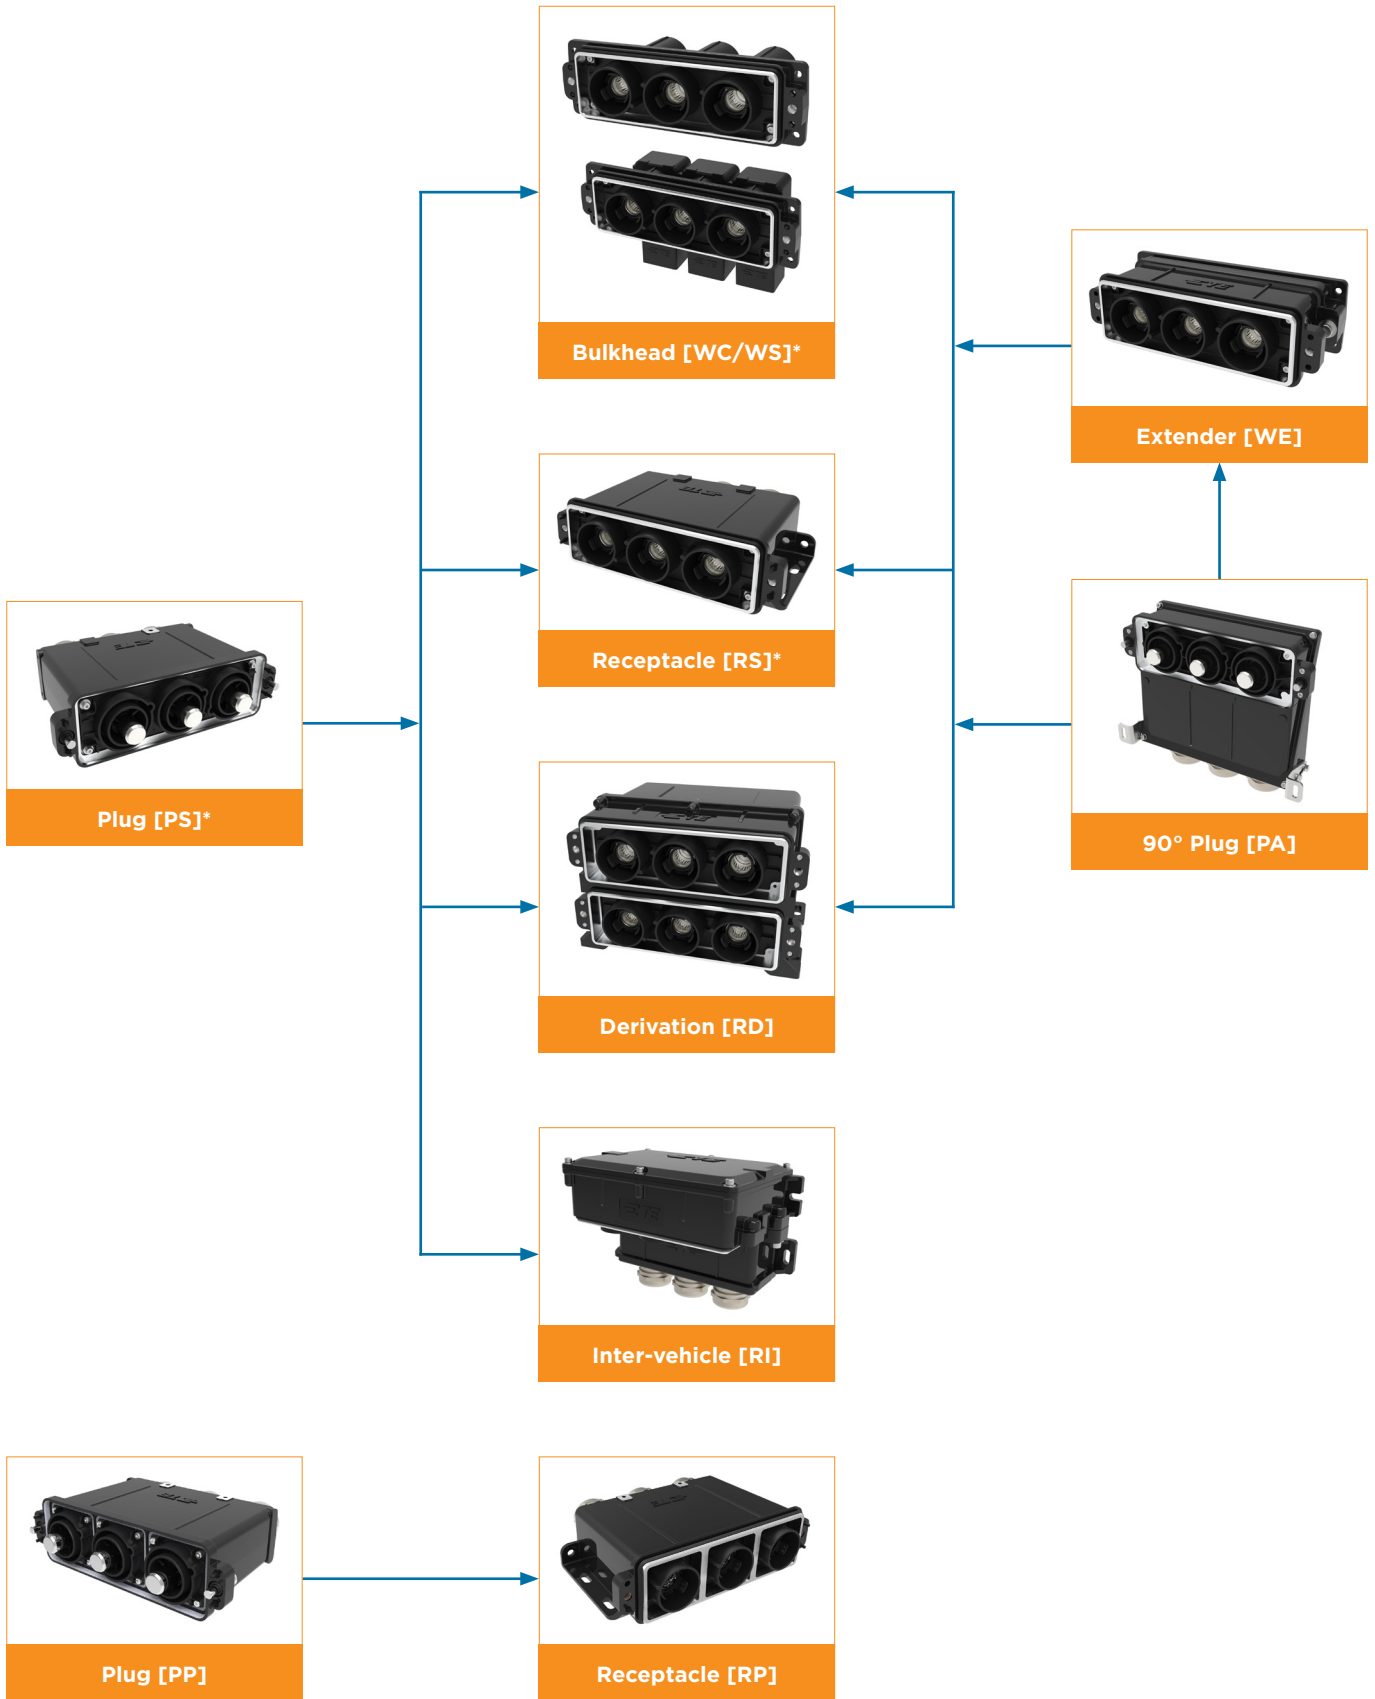 Bulkhead [WC/WS]*
Extender [WE]
Receptacle [RS]*
Plug [PS]*
90° Plug [PA]
Derivation [RD]
Inter-vehicle [RI]
Plug [PP]
Receptacle [RP]